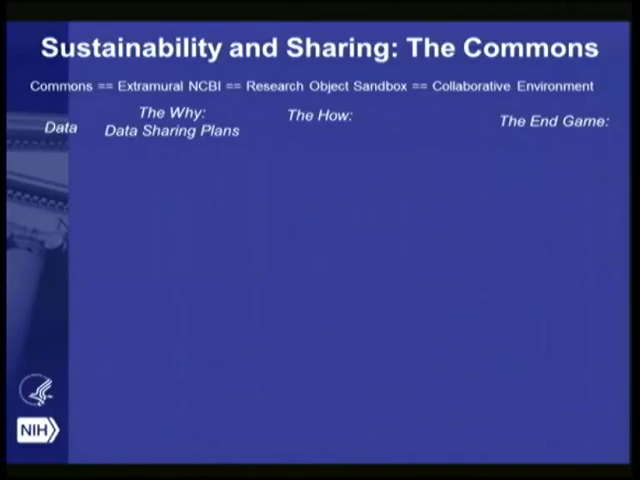 Sustainability and Sharing: The Commons
Commons == Extramural NCBI == Research Object Sandbox == Collaborative Environment
Data
The Why:
Data Sharing Plans
The How:
The End Game:
NIH